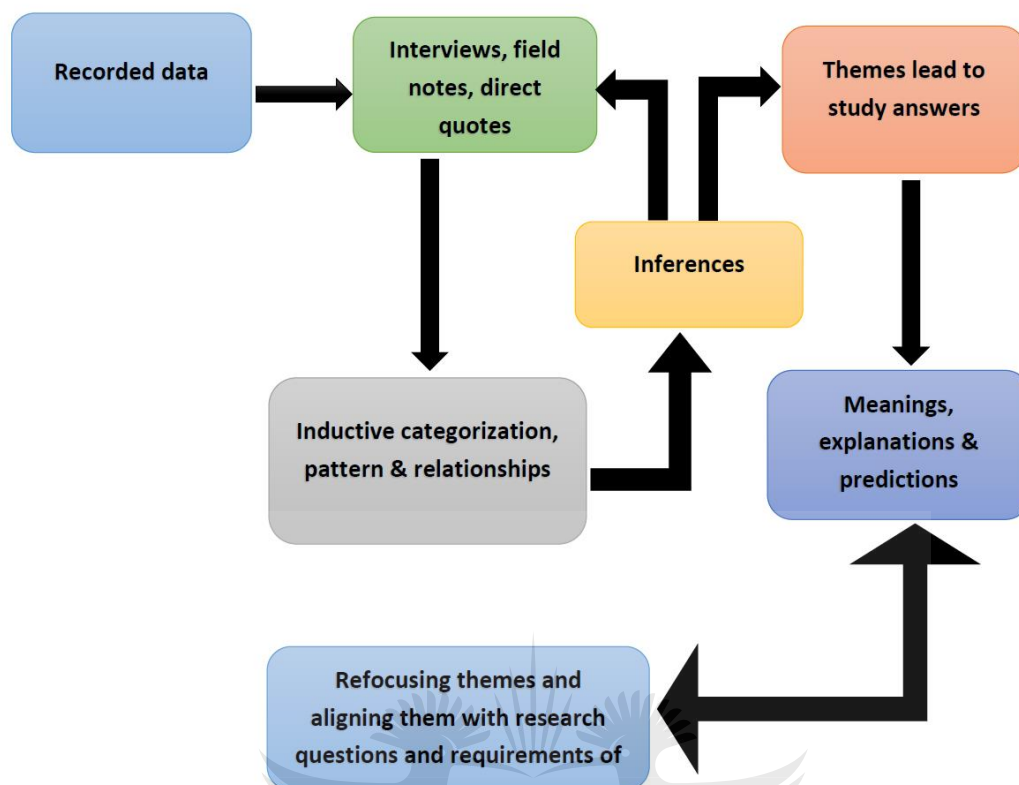 Recorded data
Interviews, field
notes, direct
quotes
Themes lead to
study answers
Inferences
Inductive categorization,
pattern & relationships
Meanings,
explanations &
predictions
Refocusing themes and
aligning them with research
questions and requirements of